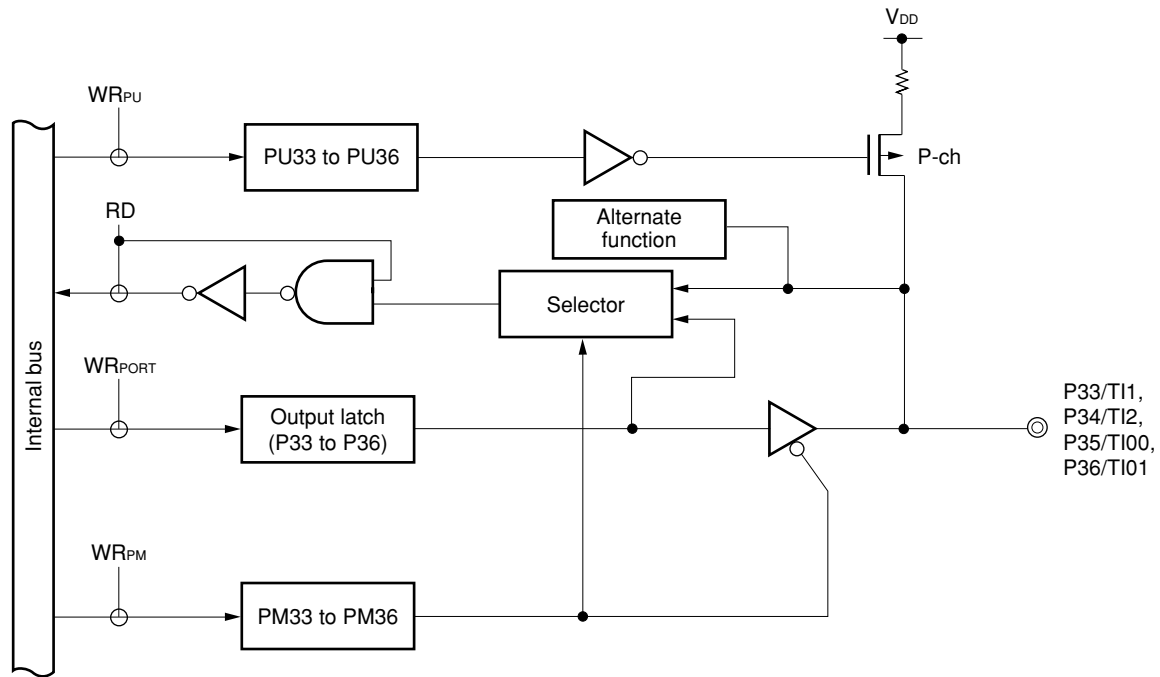 VDD
WRPU
PU33 to PU36
P-ch
RD
Alternate
function
Selector
Internal bus
WRPORT
Output latch
(P33 to P36)
P33/TI1,
P34/TI2,
P35/TI00,
P36/TI01
WRPM
PM33 to PM36